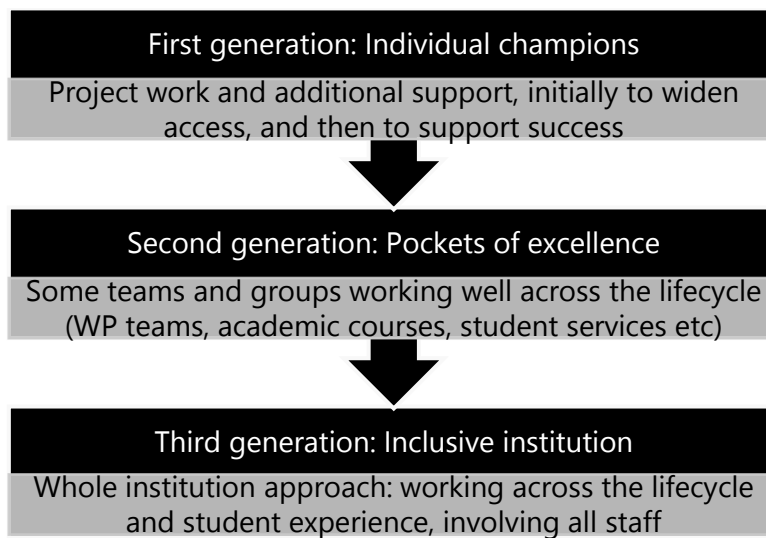 First generation: Individual champions
Project work and additional support, initially to widen
access, and then to support success
Second generation: Pockets of excellence
Some teams and groups working well across the lifecycle
(WP teams, academic courses, student services etc)
Third generation: Inclusive institution
Whole institution approach: working across the lifecycle
and student experience, involving all staff